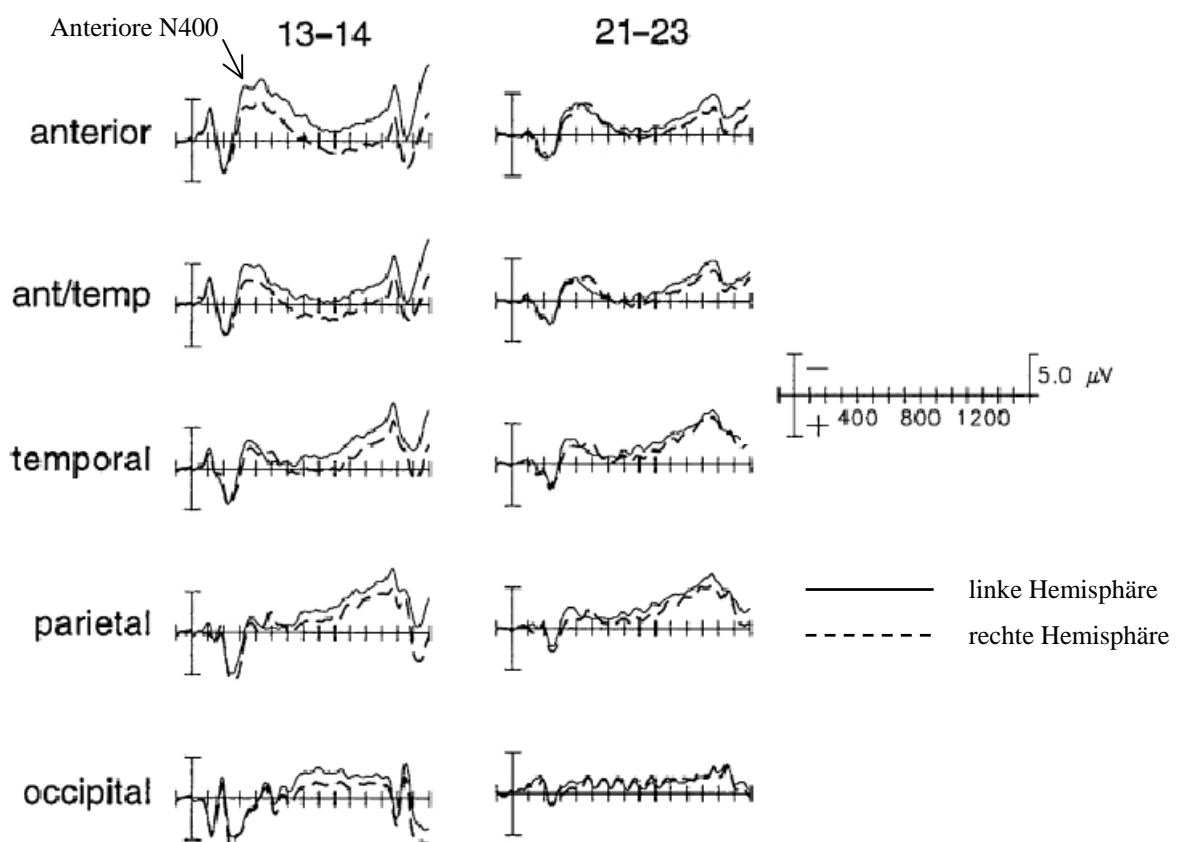 Anteriore N400
13-14
21-23
anterior
ant/temp
temporal
parietal
occipital
−
5.0 μV
+ 400 800 1200
linke Hemisphäre
rechte Hemisphäre